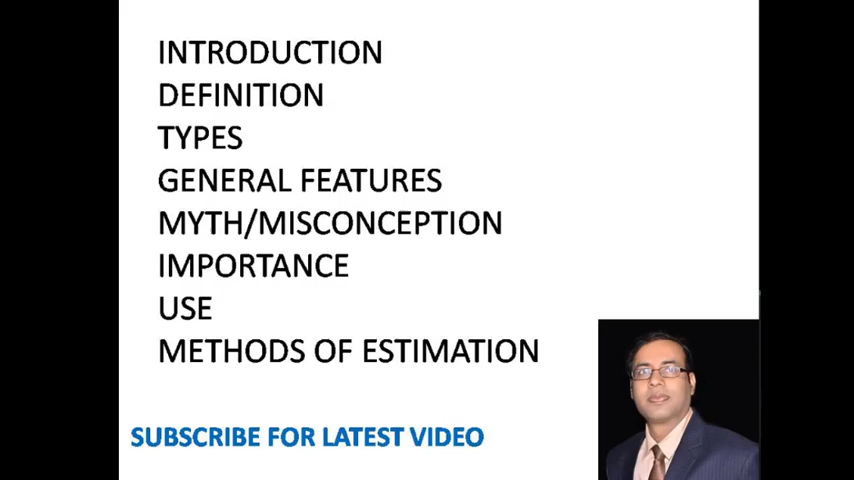 INTRODUCTION
DEFINITION
TYPES
GENERAL FEATURES
MYTH/MISCONCEPTION
IMPORTANCE
USE
METHODS OF ESTIMATION
SUBSCRIBE FOR LATEST VIDEO